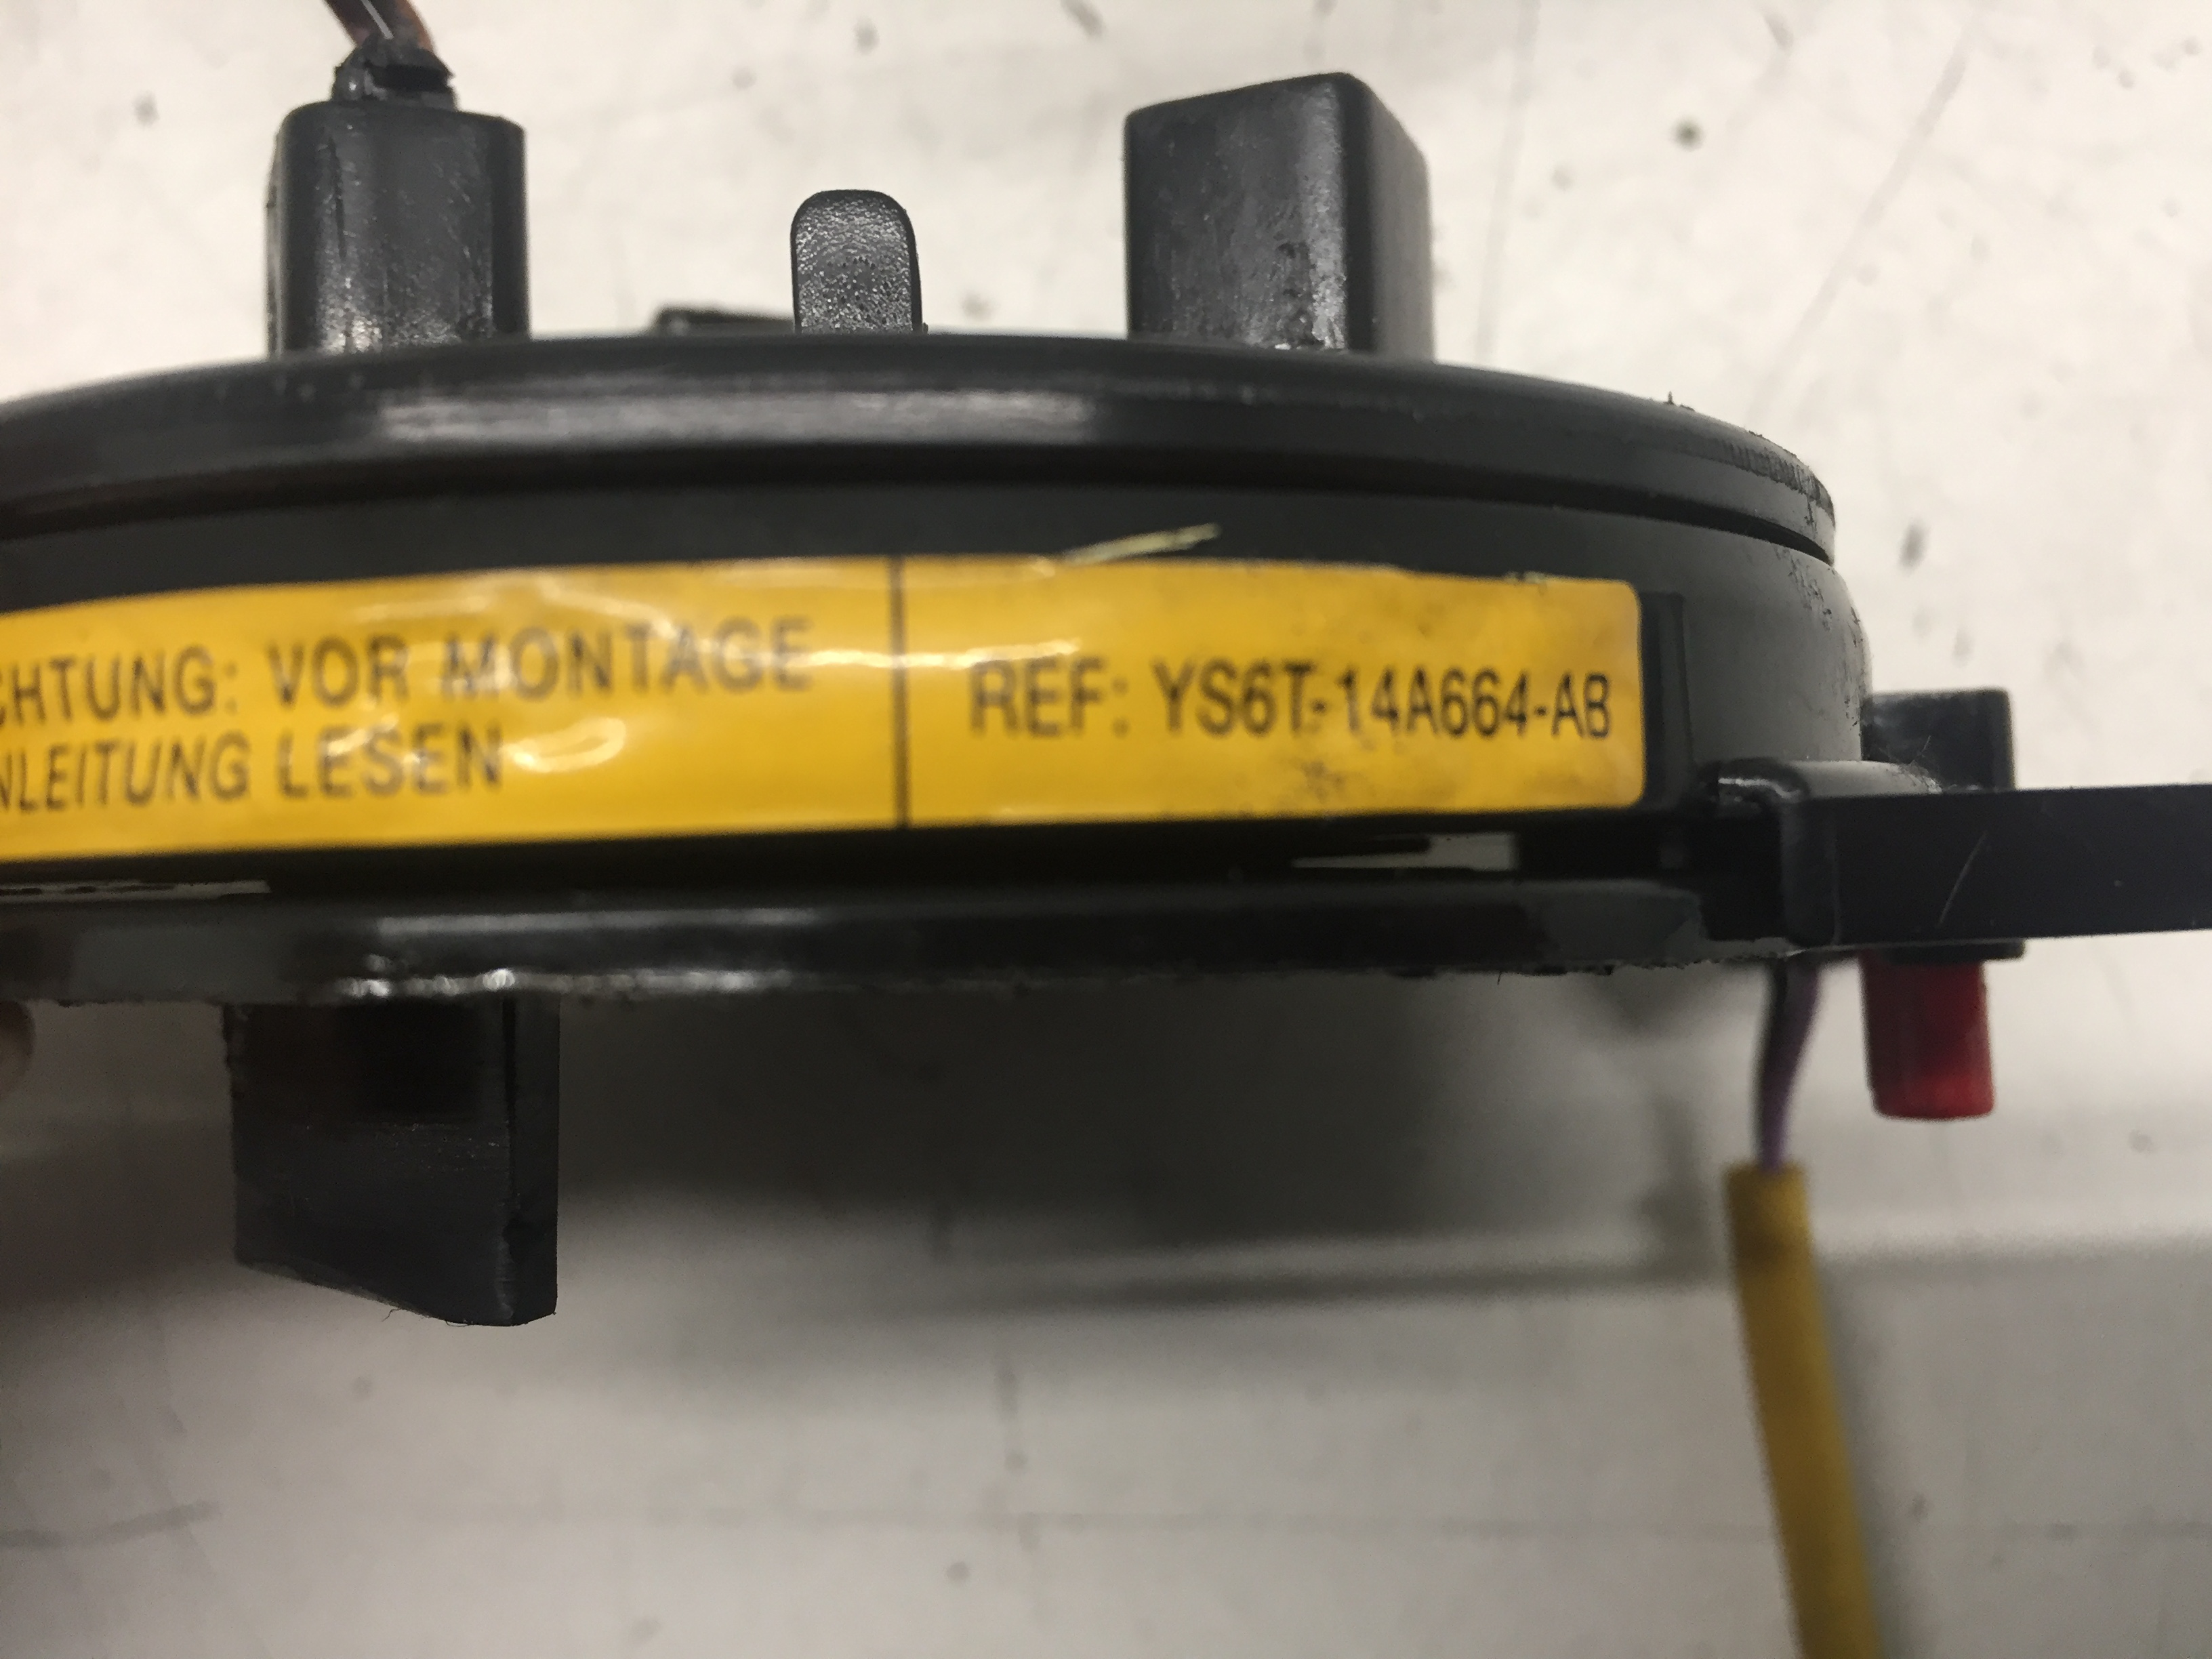 CHTUNG: VOR MONTAGE
NLEITUNG LESEN
REF: YS6T-14A664-AB